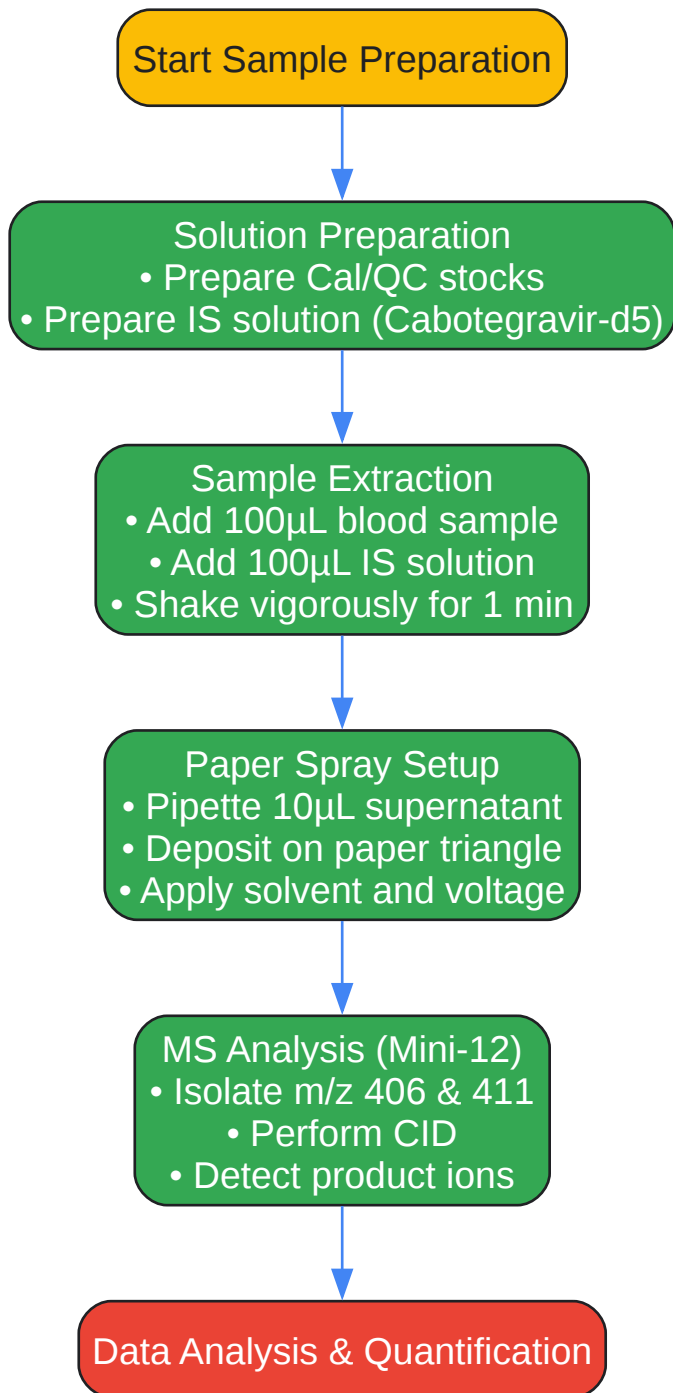 Start Sample Preparation
Solution Preparation
• Prepare Cal/QC stocks
• Prepare IS solution (Cabotegravir-d5)
Sample Extraction
• Add 100µL blood sample
• Add 100µL IS solution
• Shake vigorously for 1 min
Paper Spray Setup
• Pipette 10µL supernatant
• Deposit on paper triangle
• Apply solvent and voltage
MS Analysis (Mini-12)
• Isolate m/z 406 & 411
• Perform CID
• Detect product ions
Data Analysis & Quantification